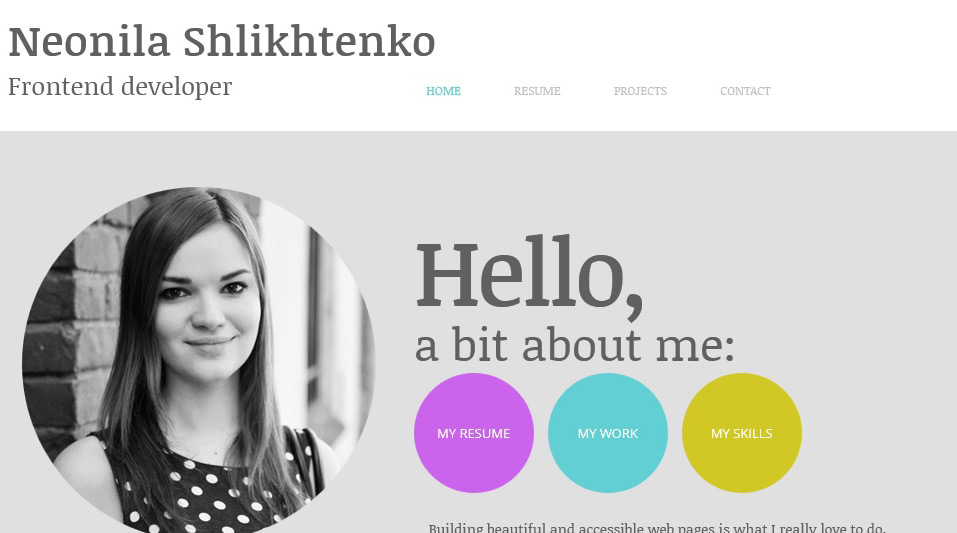 Neonila Shlikhtenko
Frontend developer
HOME RESUME PROJECTS CONTACT
Hello,
a bit about me:
MY RESUME MY WORK MY SKILLS
Building beautiful and accessible web pages is what I really love to do.